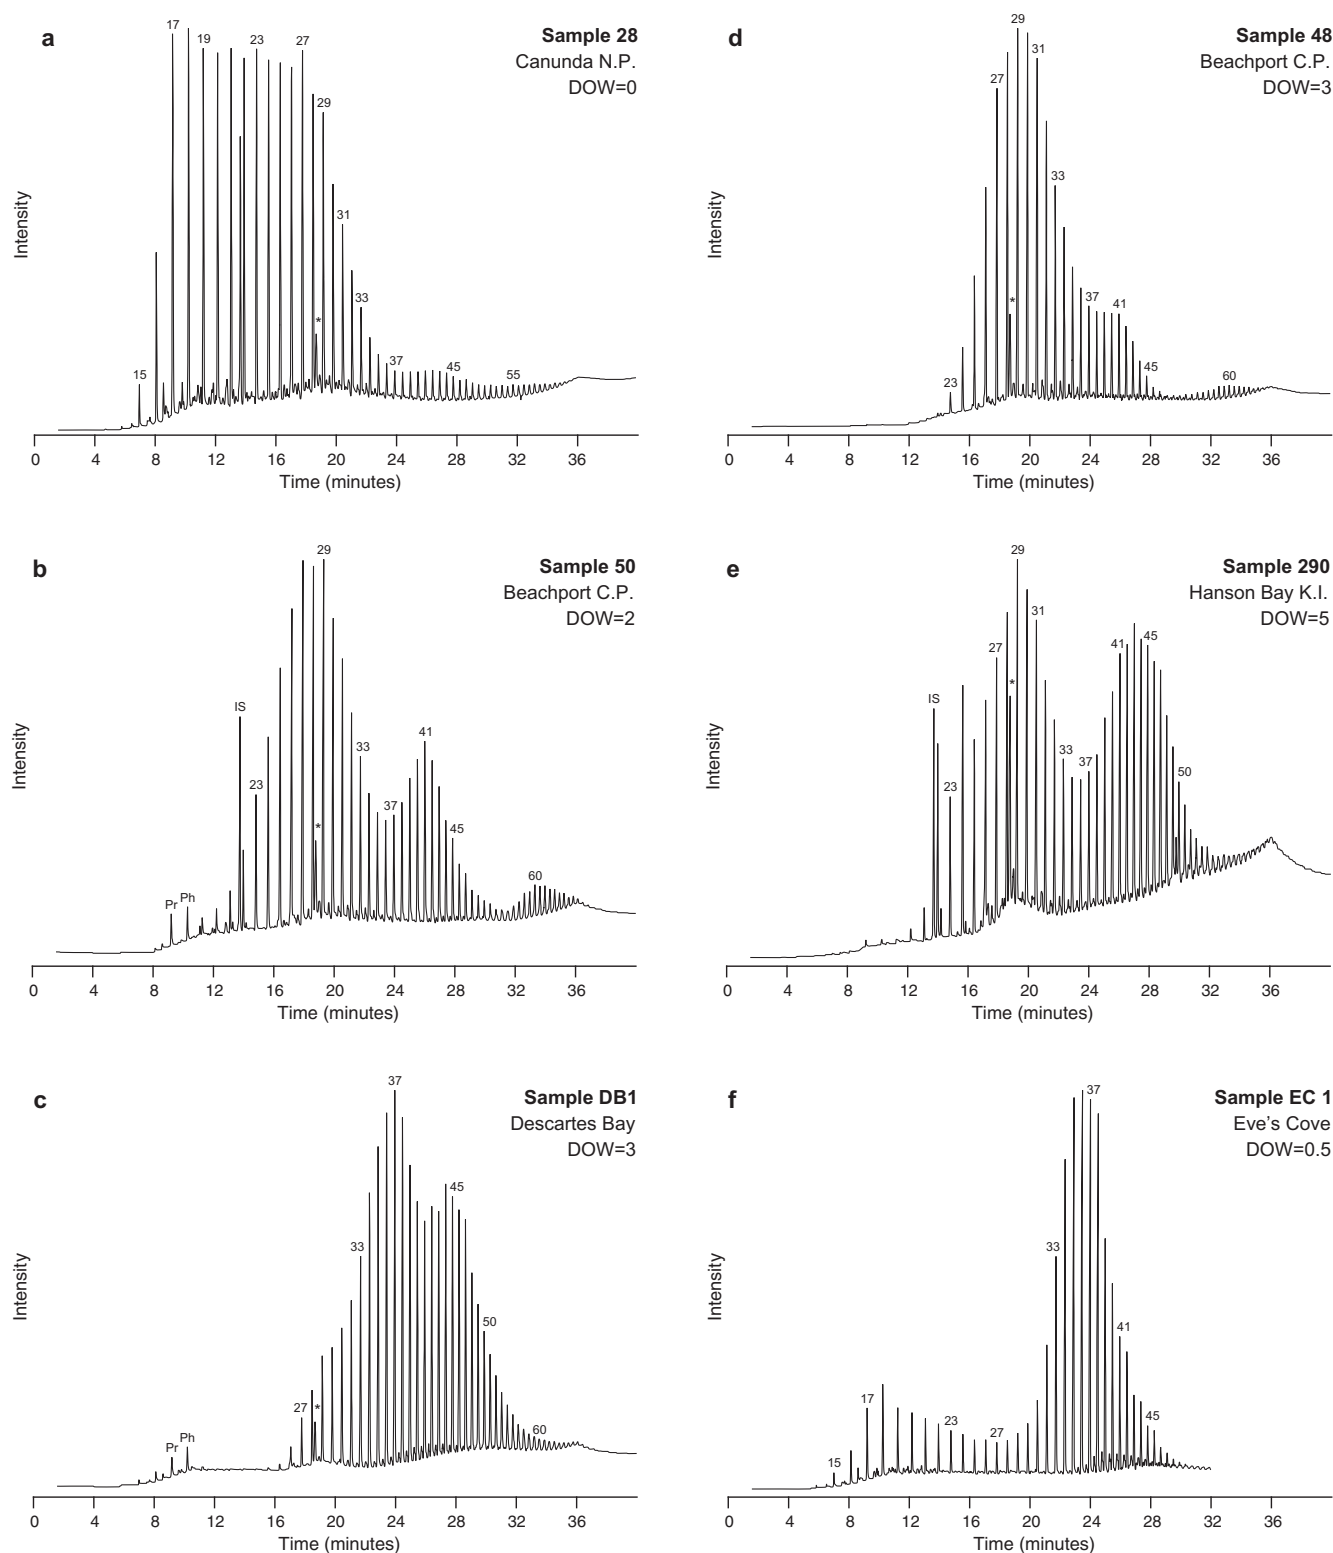 a
Sample 28
Canunda N.P.
DOW=0
17
19
23
27
29
*
31
33
15
37
45
55
Intensity
0 4 8 12 16 20 24 28 32 36
Time (minutes)
d
Sample 48
Beachport C.P.
DOW=3
29
31
27
33
*
37
41
23
45
60
Intensity
0 4 8 12 16 20 24 28 32 36
Time (minutes)
b
Sample 50
Beachport C.P.
DOW=2
29
IS
23
33
41
*
37
45
Pr
Ph
60
Intensity
0 4 8 12 16 20 24 28 32 36
Time (minutes)
e
Sample 290
Hanson Bay K.I.
DOW=5
29
31
27
*
IS
23
33
37
41
45
50
Intensity
0 4 8 12 16 20 24 28 32 36
Time (minutes)
c
Sample DB1
Descartes Bay
DOW=3
37
33
45
50
27
*
Pr
Ph
60
Intensity
0 4 8 12 16 20 24 28 32 36
Time (minutes)
f
Sample EC 1
Eve's Cove
DOW=0.5
37
33
41
17
23
27
45
15
Intensity
0 4 8 12 16 20 24 28 32 36
Time (minutes)